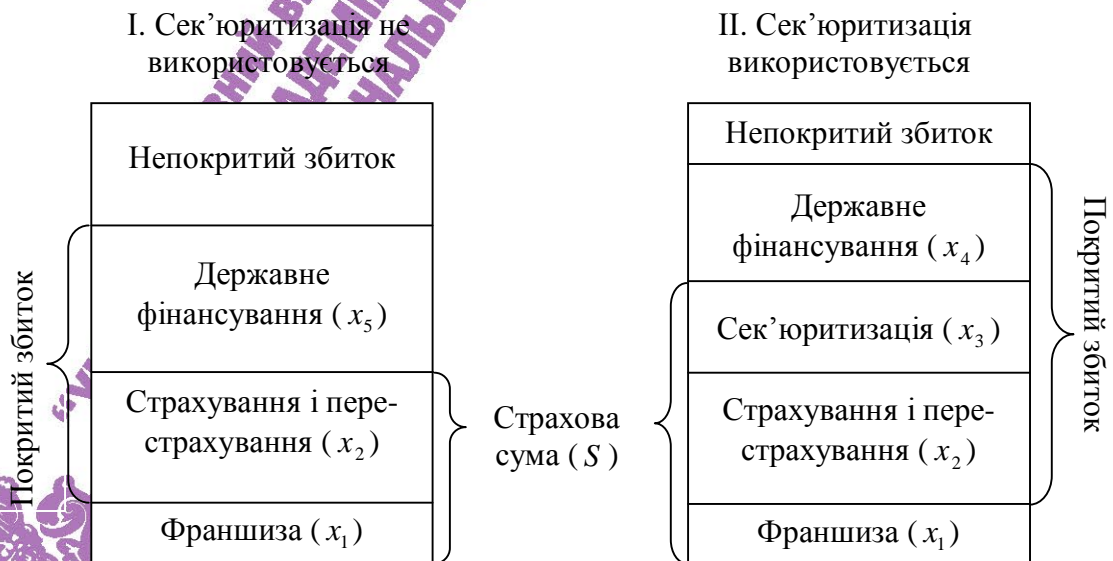 І. Сек’юритизація не
використовується
ІІ. Сек’юритизація
використовується
Непокритий збиток
Державне
фінансування ( x₅ )
Страхування і пере-
страхування ( x₂ )
Франшиза ( x₁ )
Покритий збиток
Страхова
сума ( S )
Непокритий збиток
Державне
фінансування ( x₄ )
Сек’юритизація ( x₃ )
Страхування і пере-
страхування ( x₂ )
Франшиза ( x₁ )
Покритий збиток